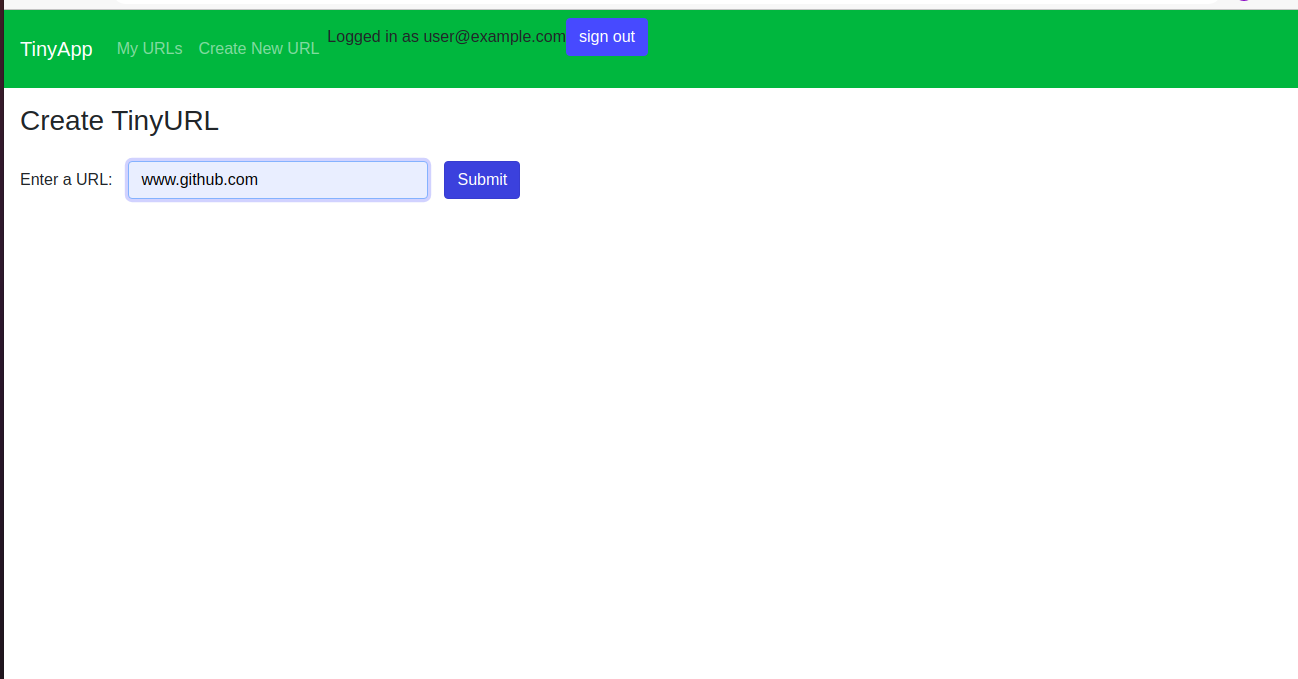 TinyApp My URLs Create New URL Logged in as user@example.com sign out
Create TinyURL
Enter a URL: www.github.com Submit